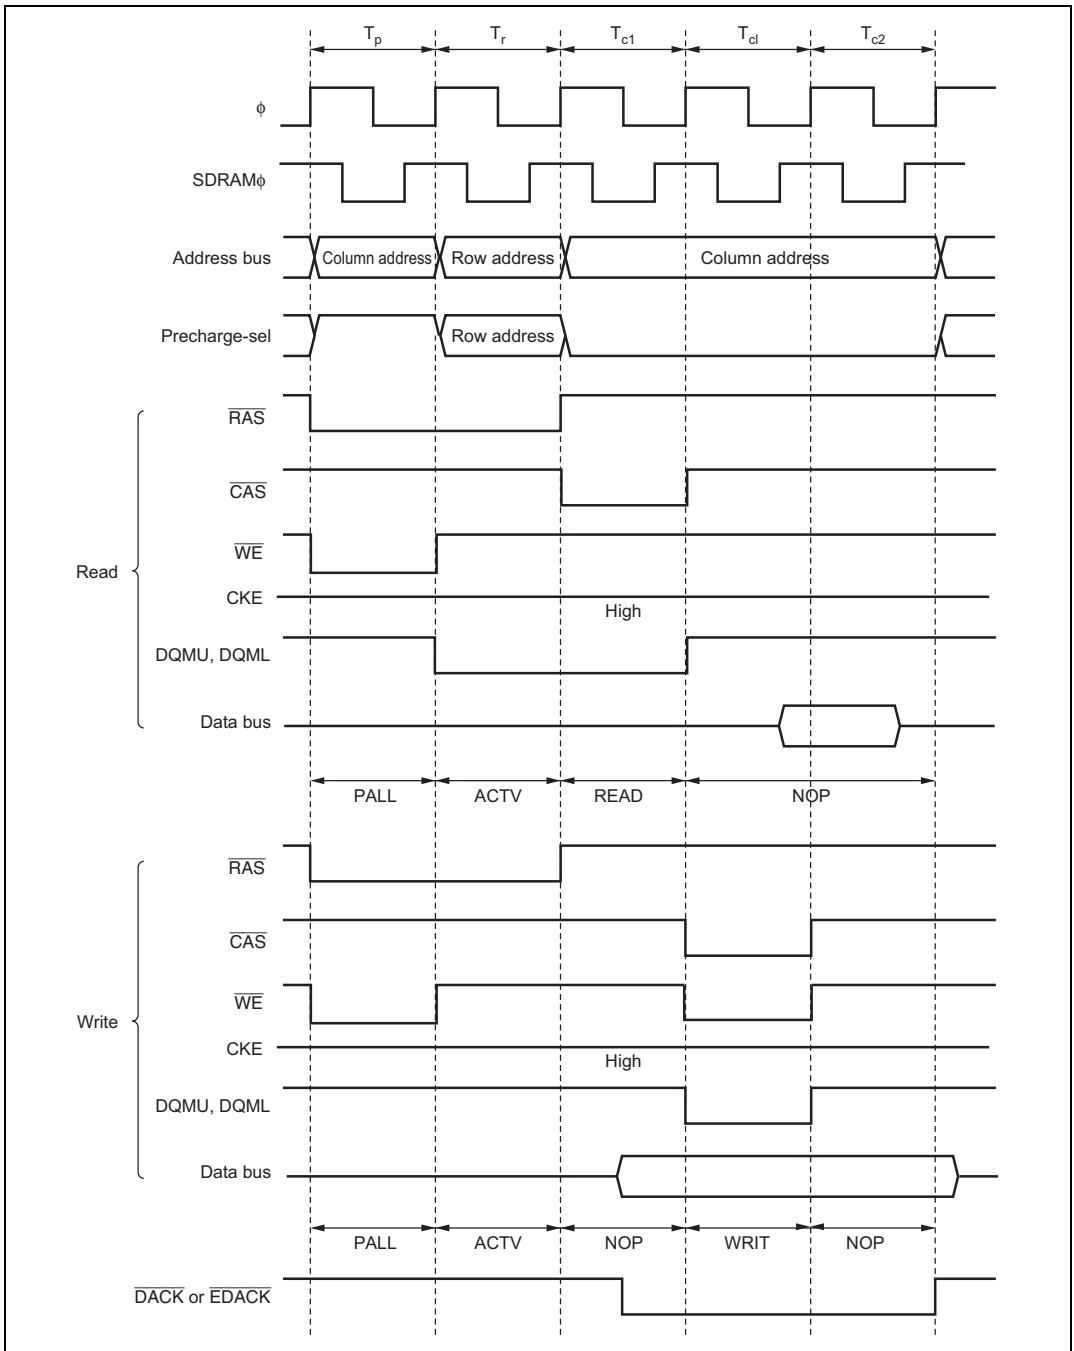 Tp Tr Tc1 Tcl Tc2
ϕ
SDRAMϕ
Address bus Column address Row address Column address
Precharge-sel Row address
RAS
CAS
WE
Read
CKE
High
DQMU, DQML
Data bus
PALL ACTV READ NOP
RAS
CAS
WE
Write
CKE
High
DQMU, DQML
Data bus
PALL ACTV NOP WRIT NOP
DACK or EDACK